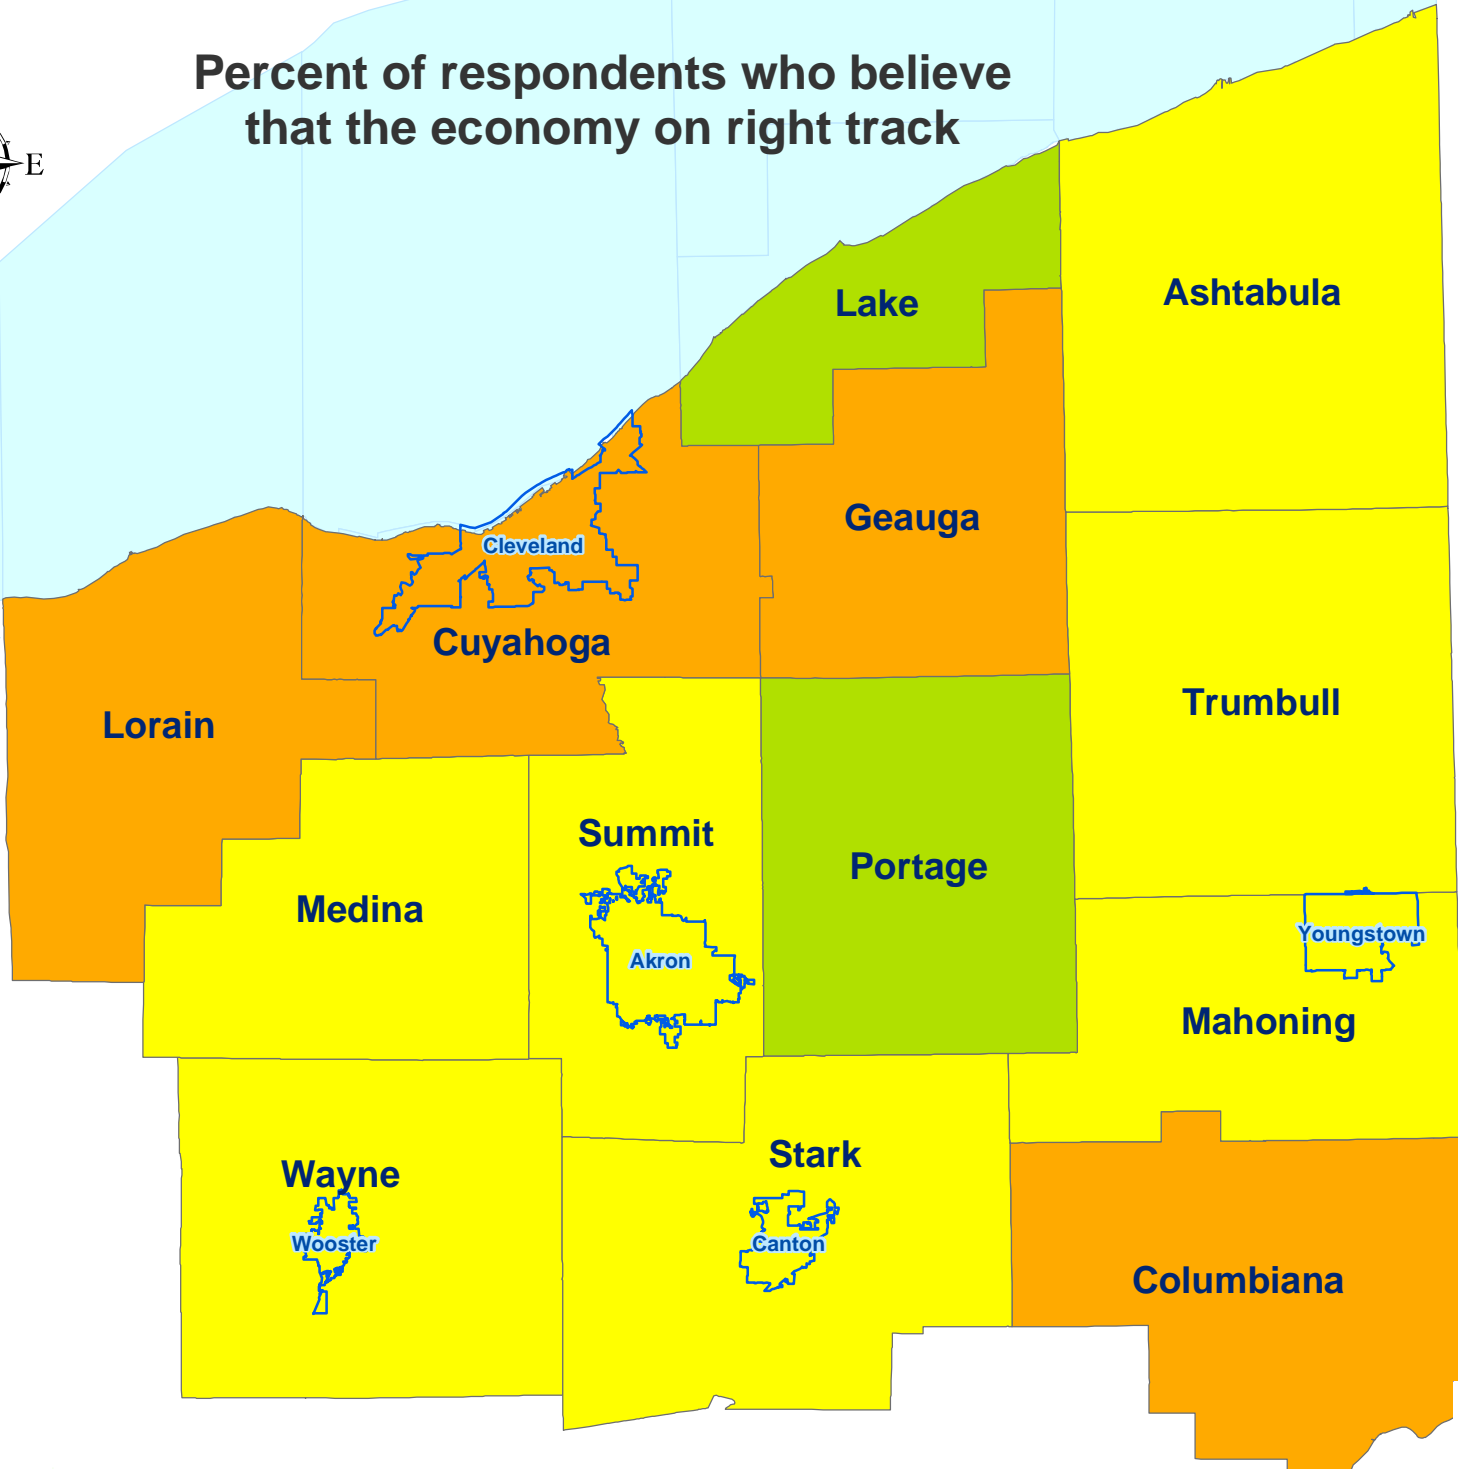 Percent of respondents who believe
that the economy on right track
E
Lake
Ashtabula
Geauga
Cleveland
Cuyahoga
Lorain
Trumbull
Summit
Portage
Medina
Youngstown
Akron
Mahoning
Stark
Wayne
Wooster
Canton
Columbiana